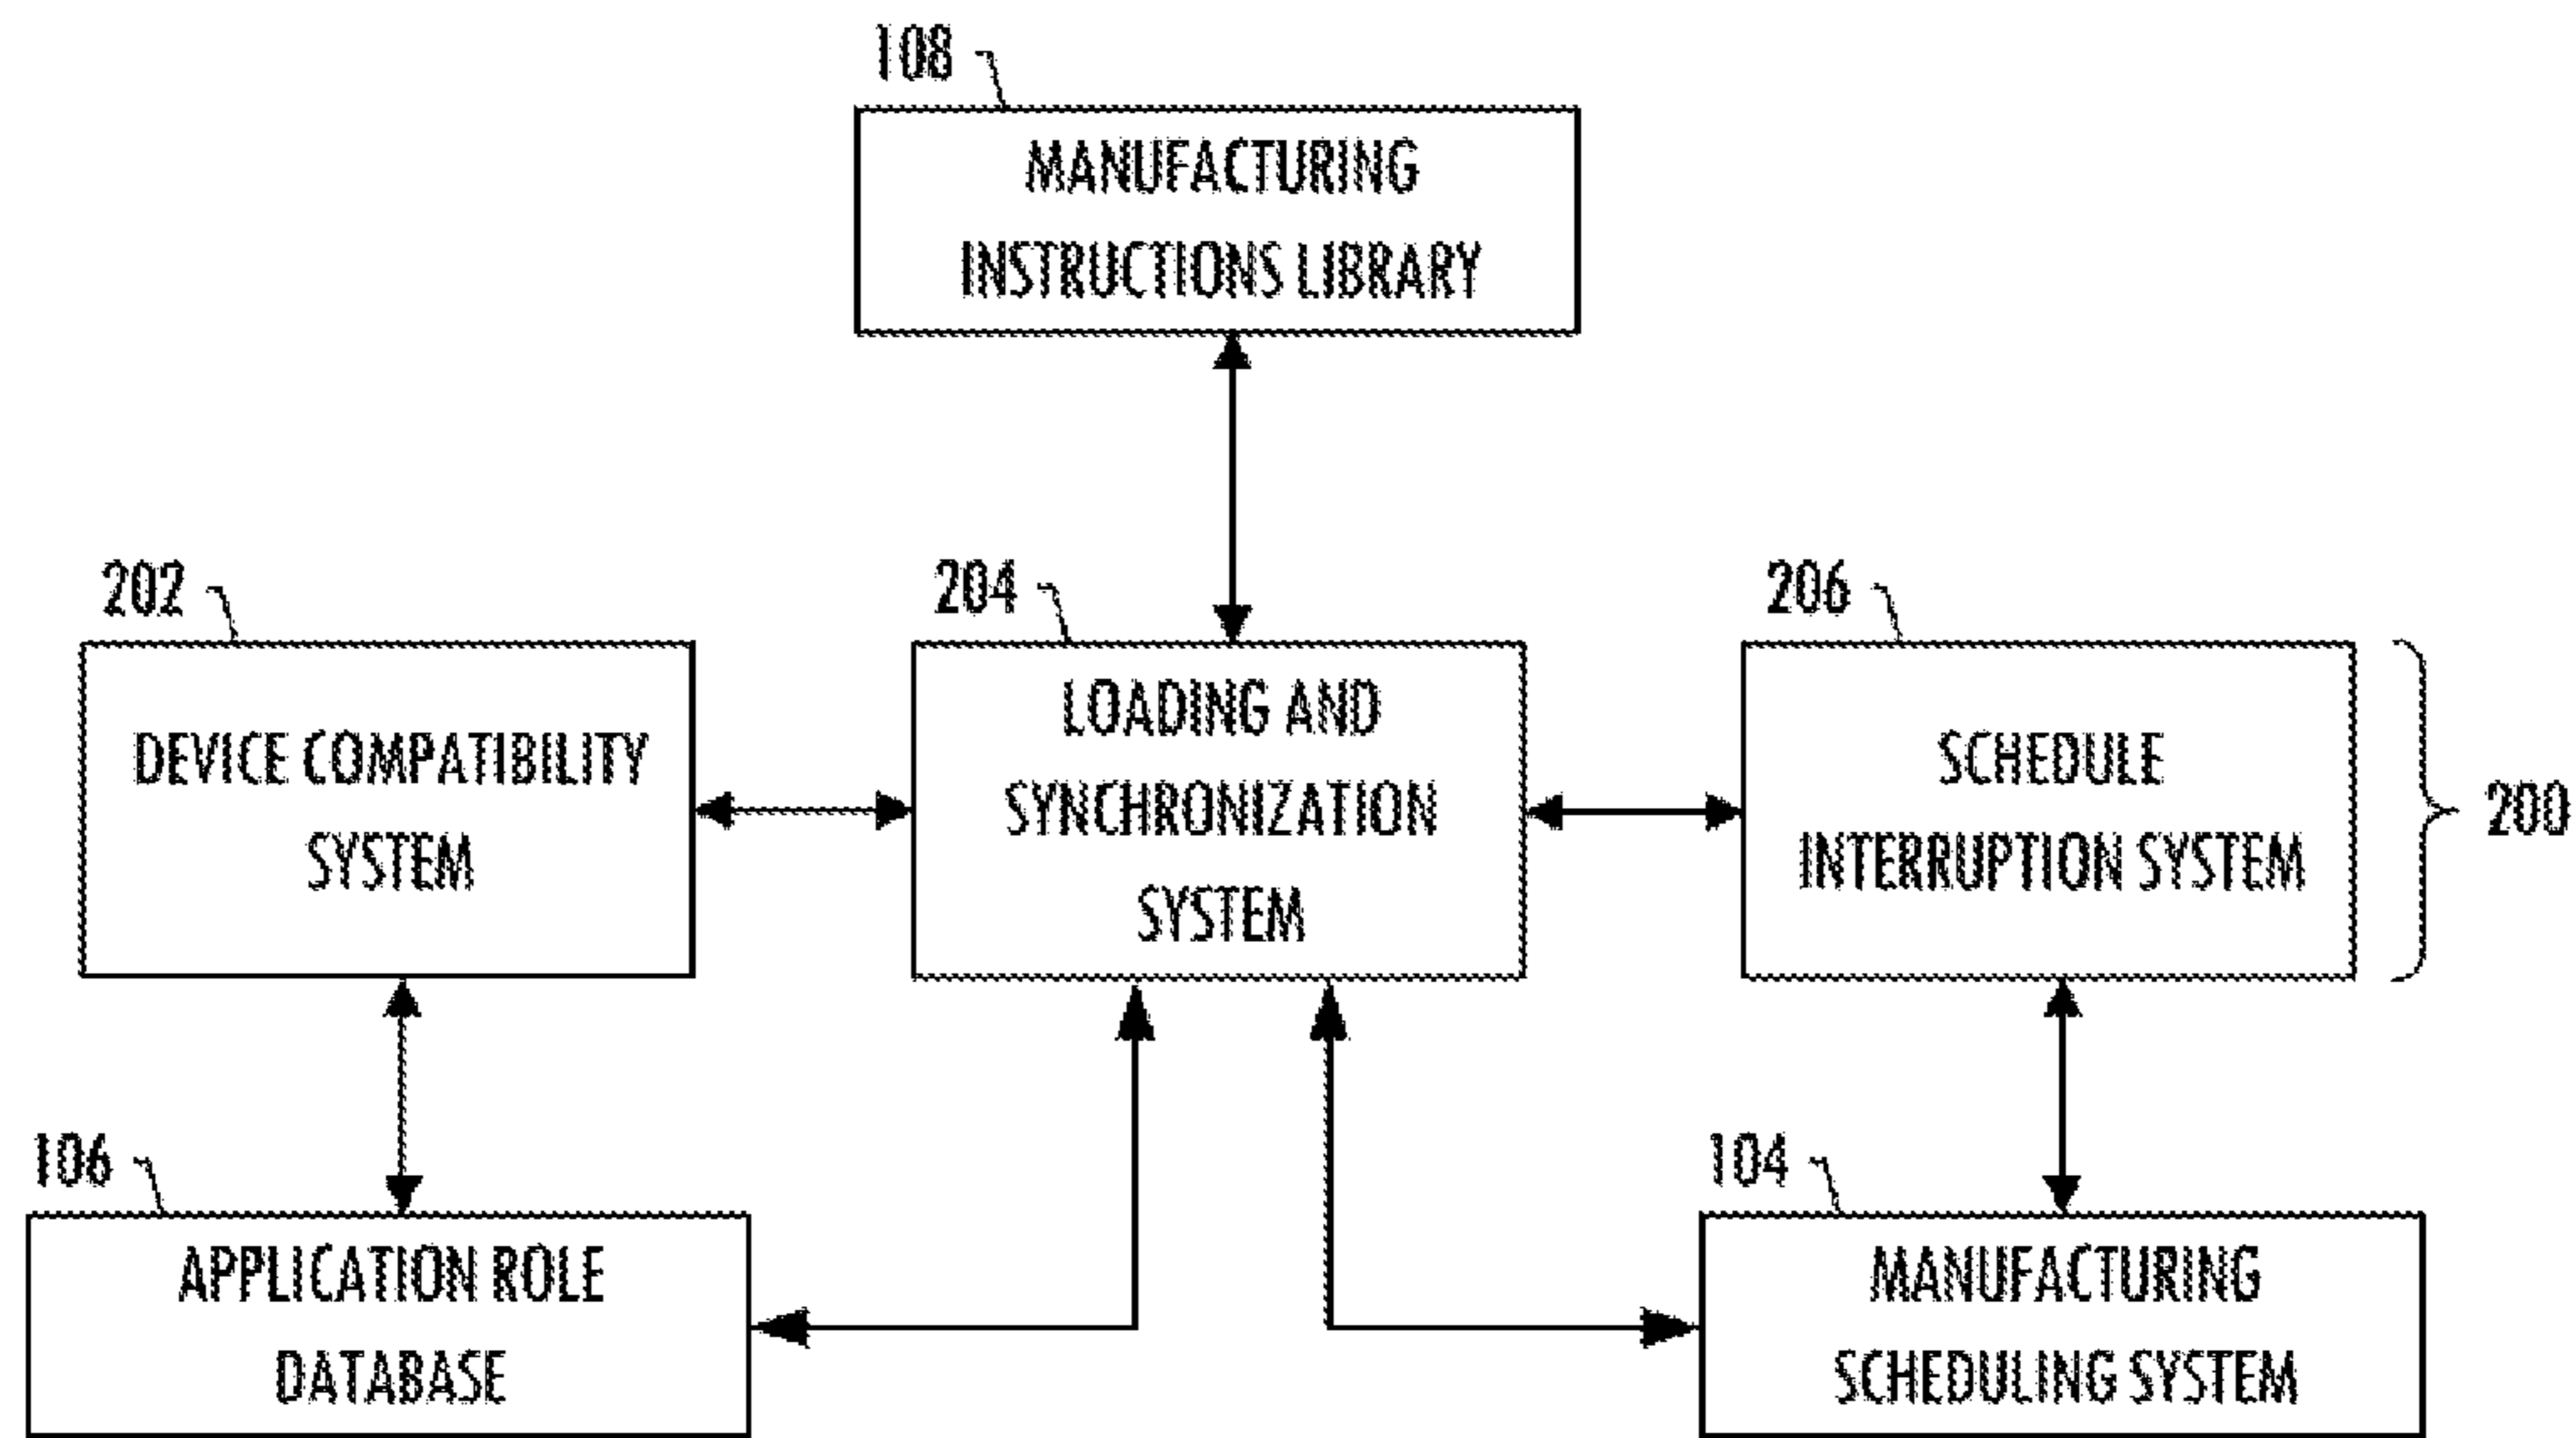 108
MANUFACTURING
INSTRUCTIONS LIBRARY
202
DEVICE COMPATIBILITY
SYSTEM
204
LOADING AND
SYNCHRONIZATION
SYSTEM
206
SCHEDULE
INTERRUPTION SYSTEM
200
106
APPLICATION ROLE
DATABASE
104
MANUFACTURING
SCHEDULING SYSTEM